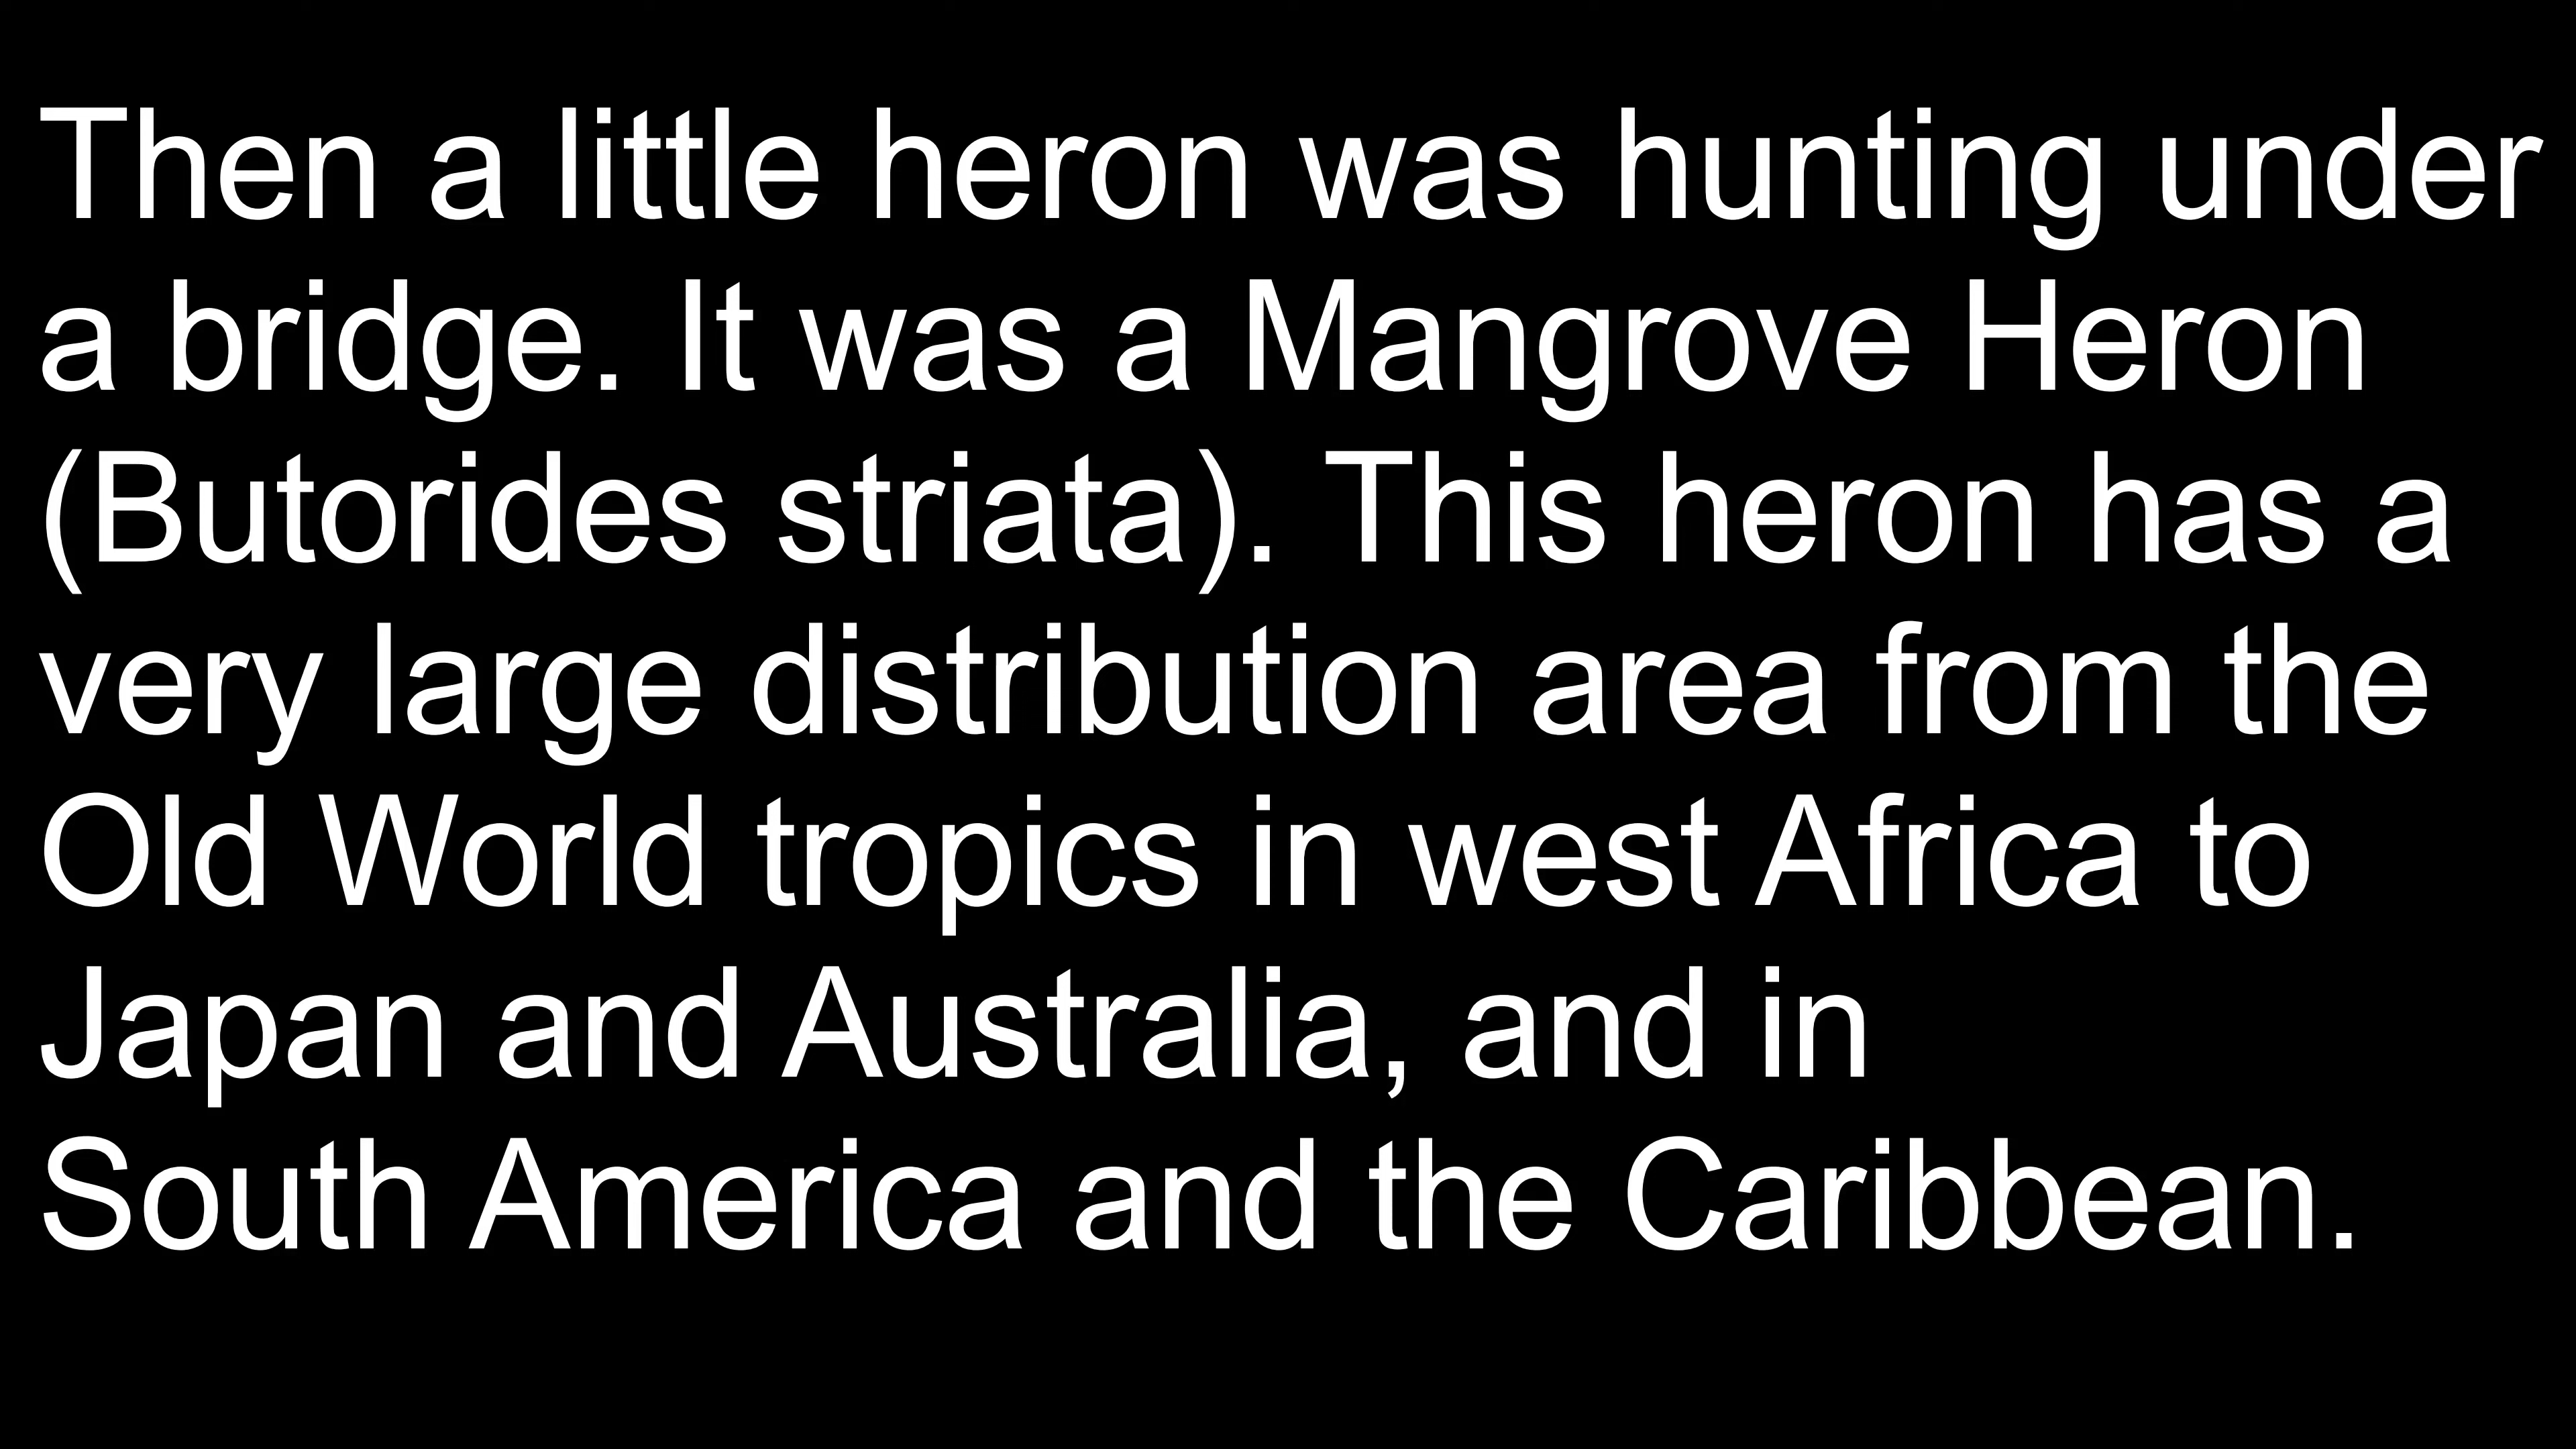 Then a little heron was hunting under
a bridge. It was a Mangrove Heron
(Butorides striata). This heron has a
very large distribution area from the
Old World tropics in west Africa to
Japan and Australia, and in
South America and the Caribbean.